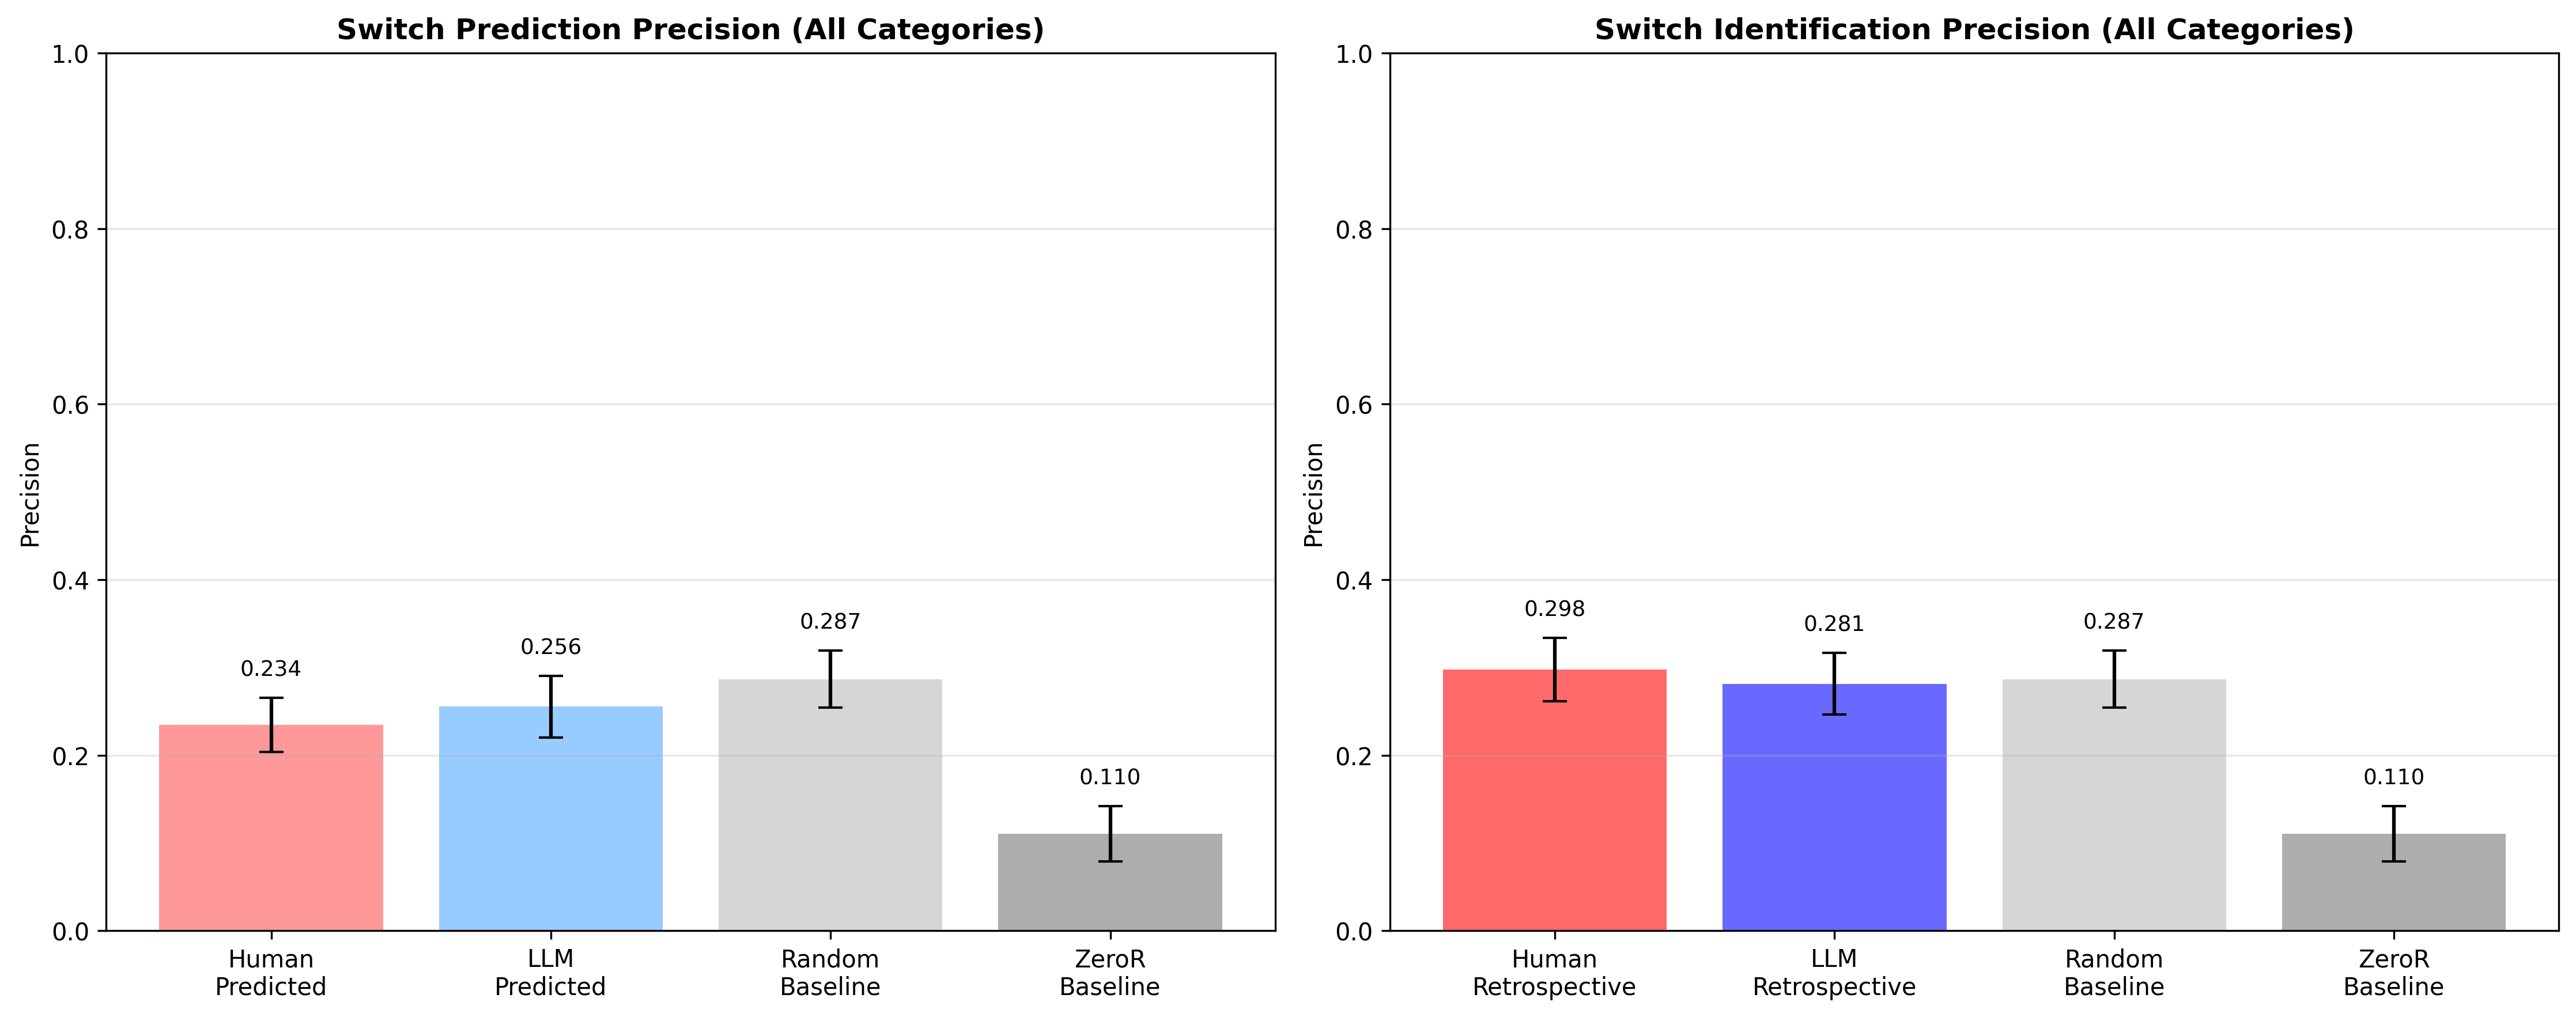 Switch Prediction Precision (All Categories)
Precision
1.0
0.8
0.6
0.4
0.2
0.0
0.234
0.256
0.287
0.110
Human
Predicted
LLM
Predicted
Random
Baseline
ZeroR
Baseline
Switch Identification Precision (All Categories)
Precision
1.0
0.8
0.6
0.4
0.2
0.0
0.298
0.281
0.287
0.110
Human
Retrospective
LLM
Retrospective
Random
Baseline
ZeroR
Baseline